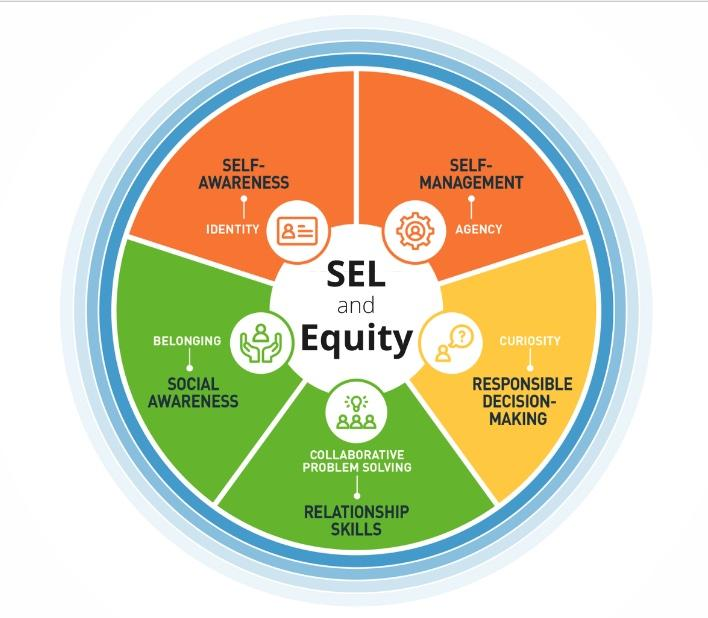 SELF-
AWARENESS
IDENTITY
SELF-
MANAGEMENT
AGENCY
SEL
and
Equity
BELONGING
SOCIAL
AWARENESS
CURIOSITY
RESPONSIBLE
DECISION-
MAKING
?
COLLABORATIVE
PROBLEM SOLVING
RELATIONSHIP
SKILLS